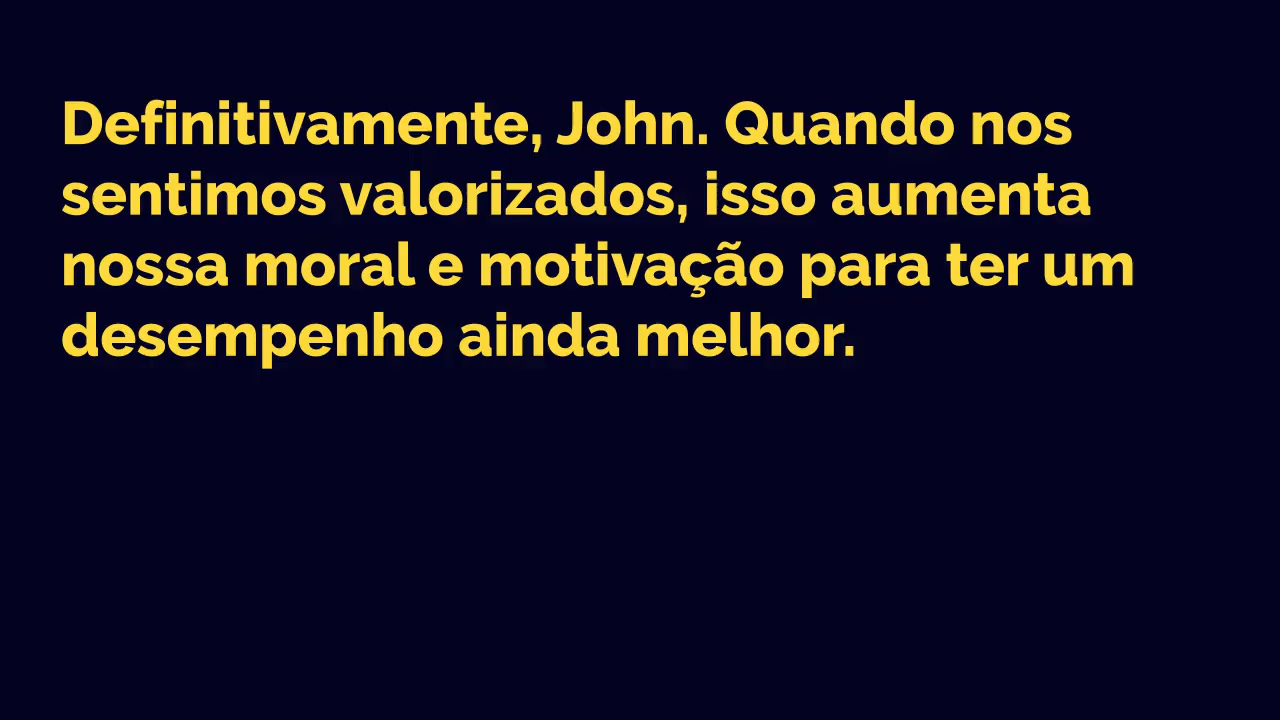 Definitivamente, John. Quando nos
sentimos valorizados, isso aumenta
nossa moral e motivação para ter um
desempenho ainda melhor.